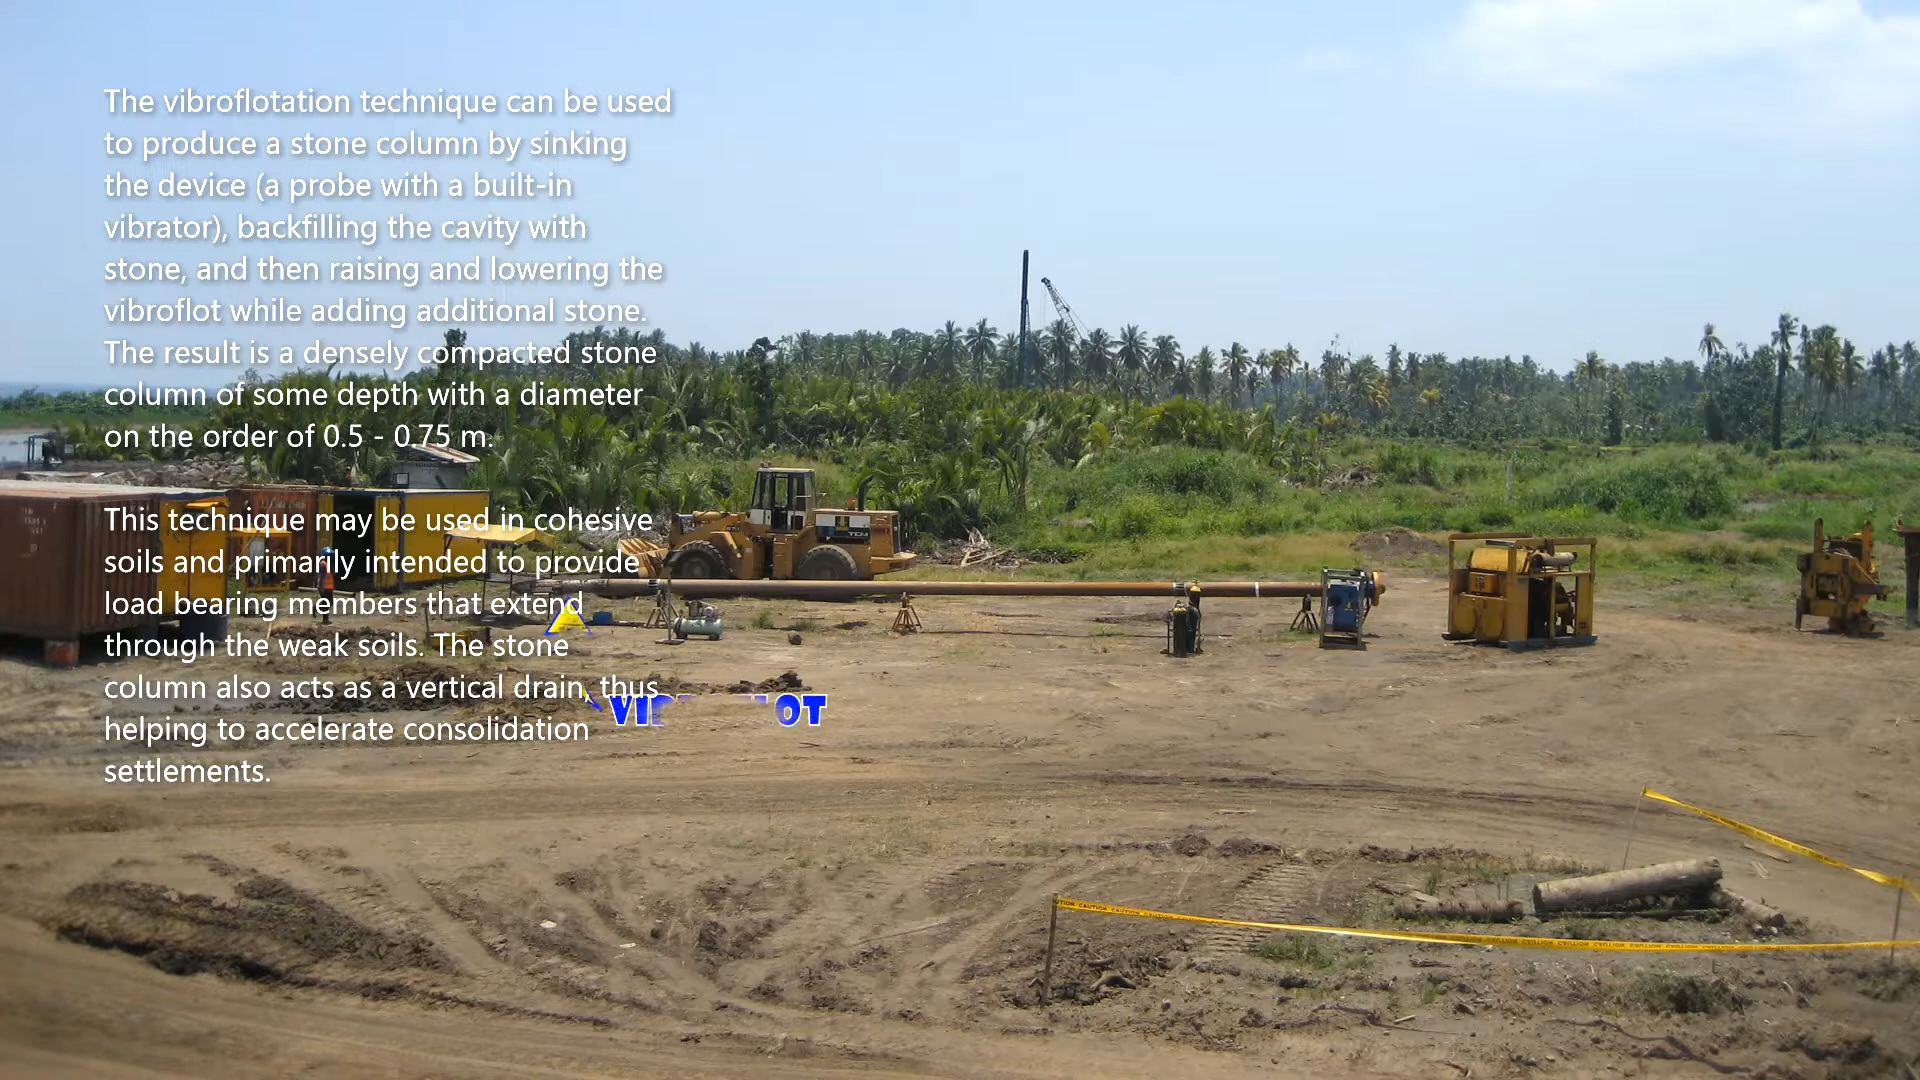 The vibroflotation technique can be used
to produce a stone column by sinking
the device (a probe with a built-in
vibrator), backfilling the cavity with
stone, and then raising and lowering the
vibroflot while adding additional stone.
The result is a densely compacted stone
column of some depth with a diameter
on the order of 0.5 - 0.75 m.
This technique may be used in cohesive
soils and primarily intended to provide
load bearing members that extend
through the weak soils. The stone
column also acts as a vertical drain, thus
helping to accelerate consolidation
settlements.
TCM
CAUTION CAUTION